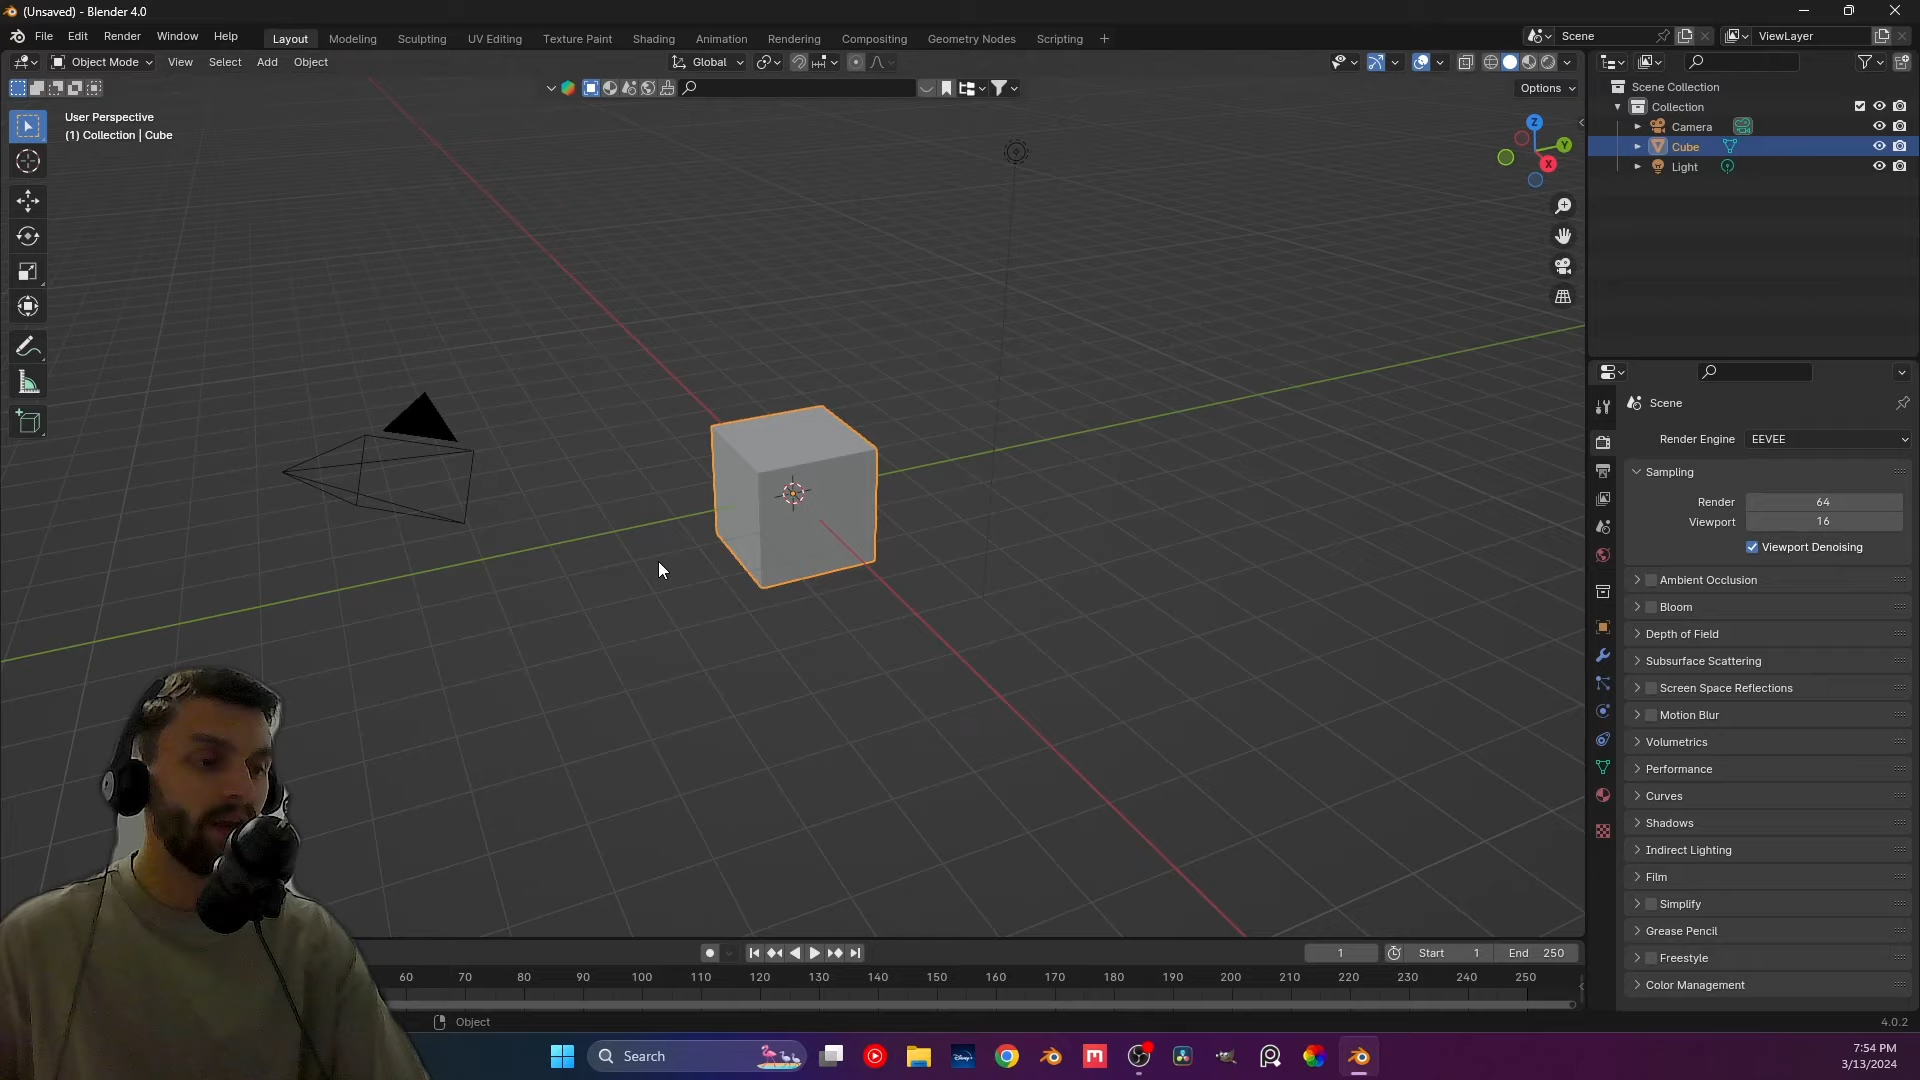 (Unsaved) - Blender 4.0
File Edit Render Window Help
Layout Modeling Sculpting UV Editing Texture Paint Shading Animation Rendering Compositing Geometry Nodes Scripting +
Scene
ViewLayer
Object Mode View Select Add Object
Global
Options
User Perspective
(1) Collection | Cube
Z
Y
X
Scene Collection
Collection
Camera
Cube
Light
Scene
Render Engine EEVEE
Sampling
Render 64
Viewport 16
Viewport Denoising
Ambient Occlusion
Bloom
Depth of Field
Subsurface Scattering
Screen Space Reflections
Motion Blur
Volumetrics
Performance
Curves
Shadows
Indirect Lighting
Film
Simplify
Grease Pencil
Freestyle
Color Management
1 Start 1 End 250
60 70 80 90 100 110 120 130 140 150 160 170 180 190 200 210 220 230 240 250
Object
4.0.2
Search
Disney+
7:54 PM
3/13/2024